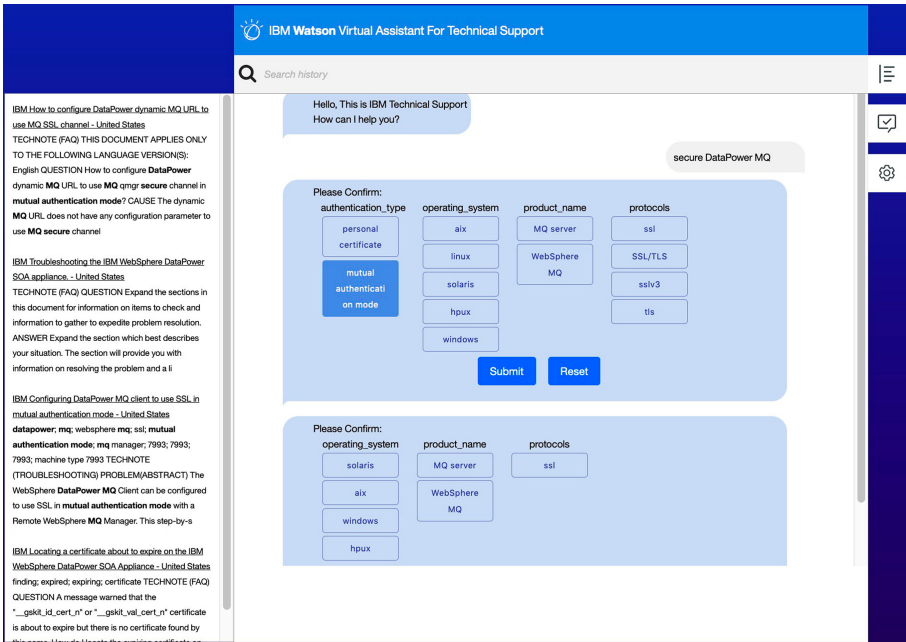 IBM Watson Virtual Assistant For Technical Support
Search history
IBM How to configure DataPower dynamic MQ URL to
use MQ SSL channel - United States
TECHNOTE (FAQ) THIS DOCUMENT APPLIES ONLY
TO THE FOLLOWING LANGUAGE VERSION(S):
English QUESTION How to configure DataPower
dynamic MQ URL to use MQ qmgr secure channel in
mutual authentication mode? CAUSE The dynamic
MQ URL does not have any configuration parameter to
use MQ secure channel
IBM Troubleshooting the IBM WebSphere DataPower
SOA appliance. - United States
TECHNOTE (FAQ) QUESTION Expand the sections in
this document for information on items to check and
information to gather to expedite problem resolution.
ANSWER Expand the section which best describes
your situation. The section will provide you with
information on resolving the problem and a li
IBM Configuring DataPower MQ client to use SSL in
mutual authentication mode - United States
datapower; mq; websphere mq; ssl; mutual
authentication mode; mq manager; 7993; 7993;
7993; machine type 7993 TECHNOTE
(TROUBLESHOOTING) PROBLEM(ABSTRACT) The
WebSphere DataPower MQ Client can be configured
to use SSL in mutual authentication mode with a
Remote WebSphere MQ Manager. This step-by-s
IBM Locating a certificate about to expire on the IBM
WebSphere DataPower SOA Appliance - United States
finding; expired; expiring; certificate TECHNOTE (FAQ)
QUESTION A message warned that the
"__gskit_id_cert_n" or "__gskit_val_cert_n" certificate
is about to expire but there is no certificate found by
Hello, This is IBM Technical Support
How can I help you?
secure DataPower MQ
Please Confirm:
authentication_type operating_system product_name protocols
personal
certificate
mutual
authenticati
on mode
aix
linux
solaris
hpux
windows
MQ server
WebSphere
MQ
ssl
SSL/TLS
sslv3
tls
Submit Reset
Please Confirm:
operating_system product_name protocols
solaris
aix
windows
hpux
MQ server
WebSphere
MQ
ssl